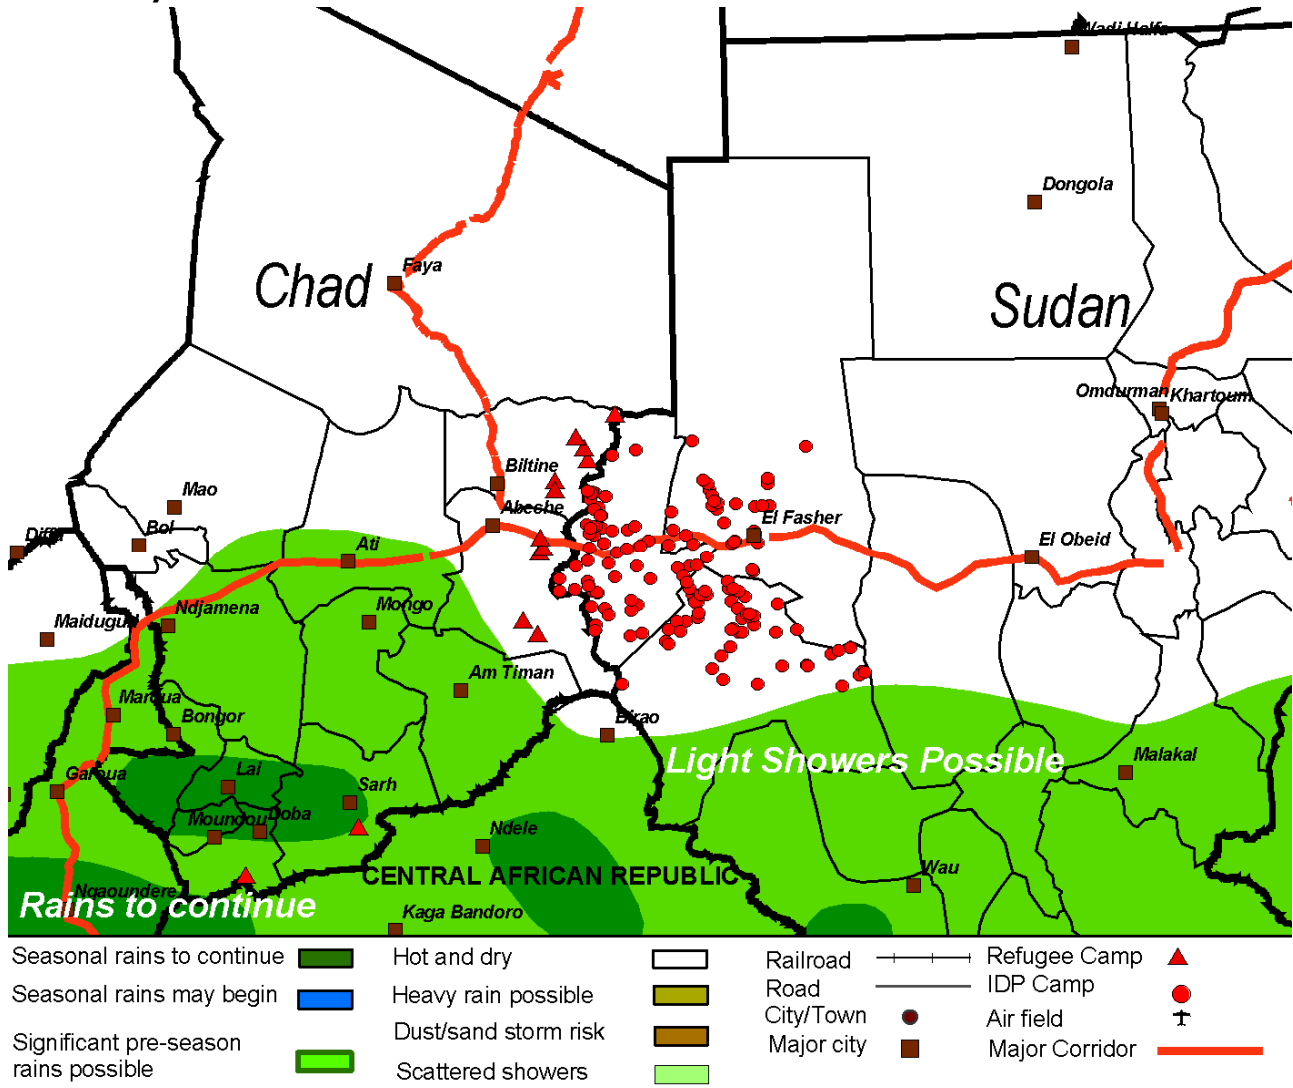 Wadi Halfa
Dongola
Faya
Chad
Sudan
Omdurman
Khartoum
Biltine
Mao
Abeche
El Fasher
Bol
Ati
El Obeid
Ndjamena
Mongo
Am Timan
Maroua
Bongor
Birao
Light Showers Possible
Malakal
Garoua
Lai
Sarh
Moundou
Doba
Ndele
Wau
CENTRAL AFRICAN REPUBLIC
Ngaoundere
Rains to continue
Kaga Bandoro
Seasonal rains to continue
Hot and dry
Railroad
Refugee Camp
Seasonal rains may begin
Heavy rain possible
Road
IDP Camp
City/Town
Air field
Significant pre-season
rains possible
Dust/sand storm risk
Major city
Major Corridor
Scattered showers